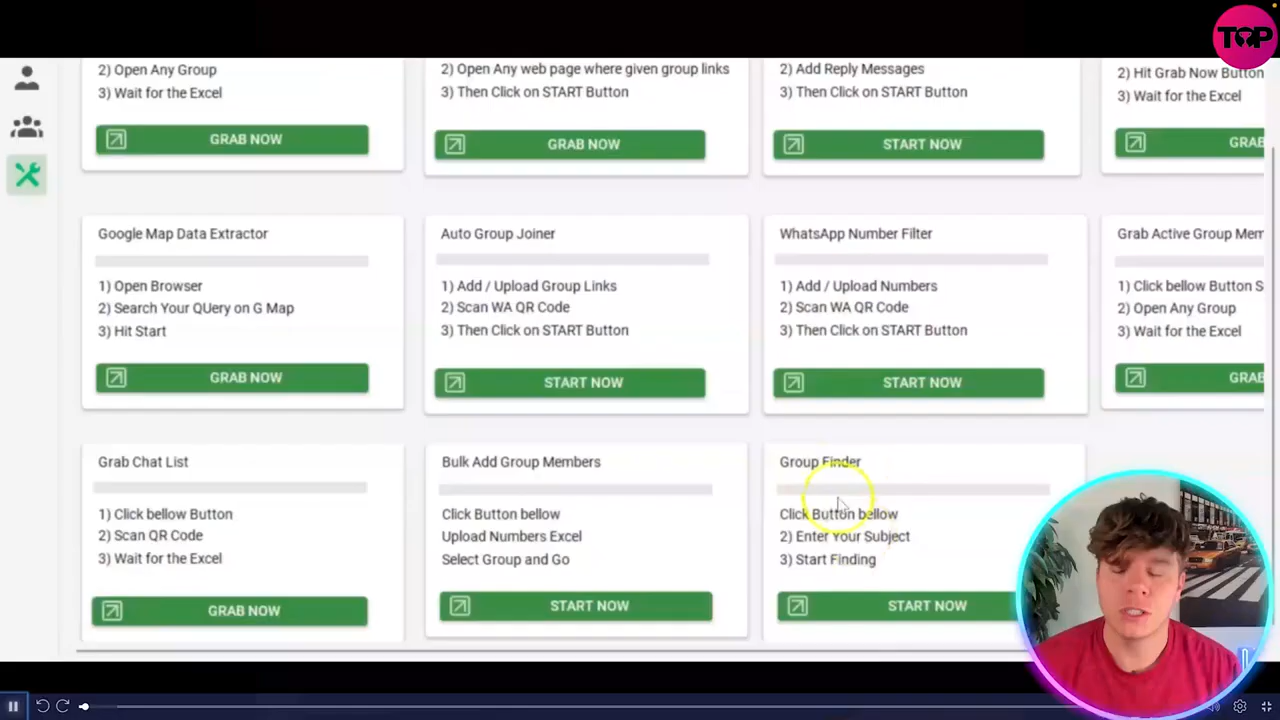 TOP
2) Open Any Group
3) Wait for the Excel
GRAB NOW
2) Open Any web page where given group links
3) Then Click on START Button
GRAB NOW
2) Add Reply Messages
3) Then Click on START Button
START NOW
2) Hit Grab Now Button
3) Wait for the Excel
GRAB
Google Map Data Extractor
1) Open Browser
2) Search Your QUery on G Map
3) Hit Start
GRAB NOW
Auto Group Joiner
1) Add / Upload Group Links
2) Scan WA QR Code
3) Then Click on START Button
START NOW
WhatsApp Number Filter
1) Add / Upload Numbers
2) Scan WA QR Code
3) Then Click on START Button
START NOW
Grab Active Group Mem
1) Click bellow Button S
2) Open Any Group
3) Wait for the Excel
GRAB
Grab Chat List
1) Click bellow Button
2) Scan QR Code
3) Wait for the Excel
GRAB NOW
Bulk Add Group Members
Click Button bellow
Upload Numbers Excel
Select Group and Go
START NOW
Group Finder
Click Button bellow
2) Enter Your Subject
3) Start Finding
START NOW